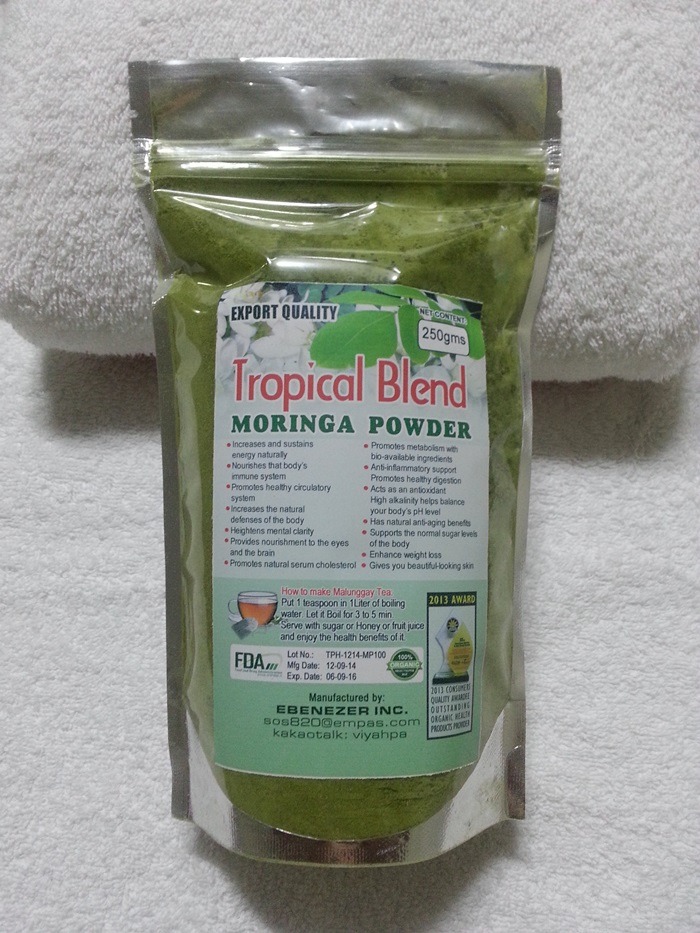 EXPORT QUALITY
NET CONTENT:
250gms
Tropical Blend
MORINGA POWDER
Increases and sustains
energy naturally
Nourishes that body's
immune system
Promotes healthy circulatory
system
Increases the natural
defenses of the body
Heightens mental clarity
Provides nourishment to the eyes
and the brain
Promotes natural serum cholesterol
Promotes metabolism with
bio-available ingredients
Anti-inflammatory support
Promotes healthy digestion
Acts as an antioxidant
High alkalinity helps balance
your body's pH level
Has natural anti-aging benefits
Supports the normal sugar levels
of the body
Enhance weight loss
Gives you beautiful-looking skin
How to make Malunggay Tea:
Put 1 teaspoon in 1Liter of boiling
water. Let it Boil for 3 to 5 min.
Serve with sugar or Honey or fruit juice
and enjoy the health benefits of it.
FDA
Lot No.: TPH-1214-MP100
Mfg Date: 12-09-14
Exp. Date: 06-09-16
100%
ORGANIC
2013 AWARD
2013 CONSUMERS
QUALITY AWARDEE
OUTSTANDING
ORGANIC HEALTH
PRODUCTS PROVIDER
Manufactured by:
EBENEZER INC.
sos820@empas.com
kakaotalk: viyahpa